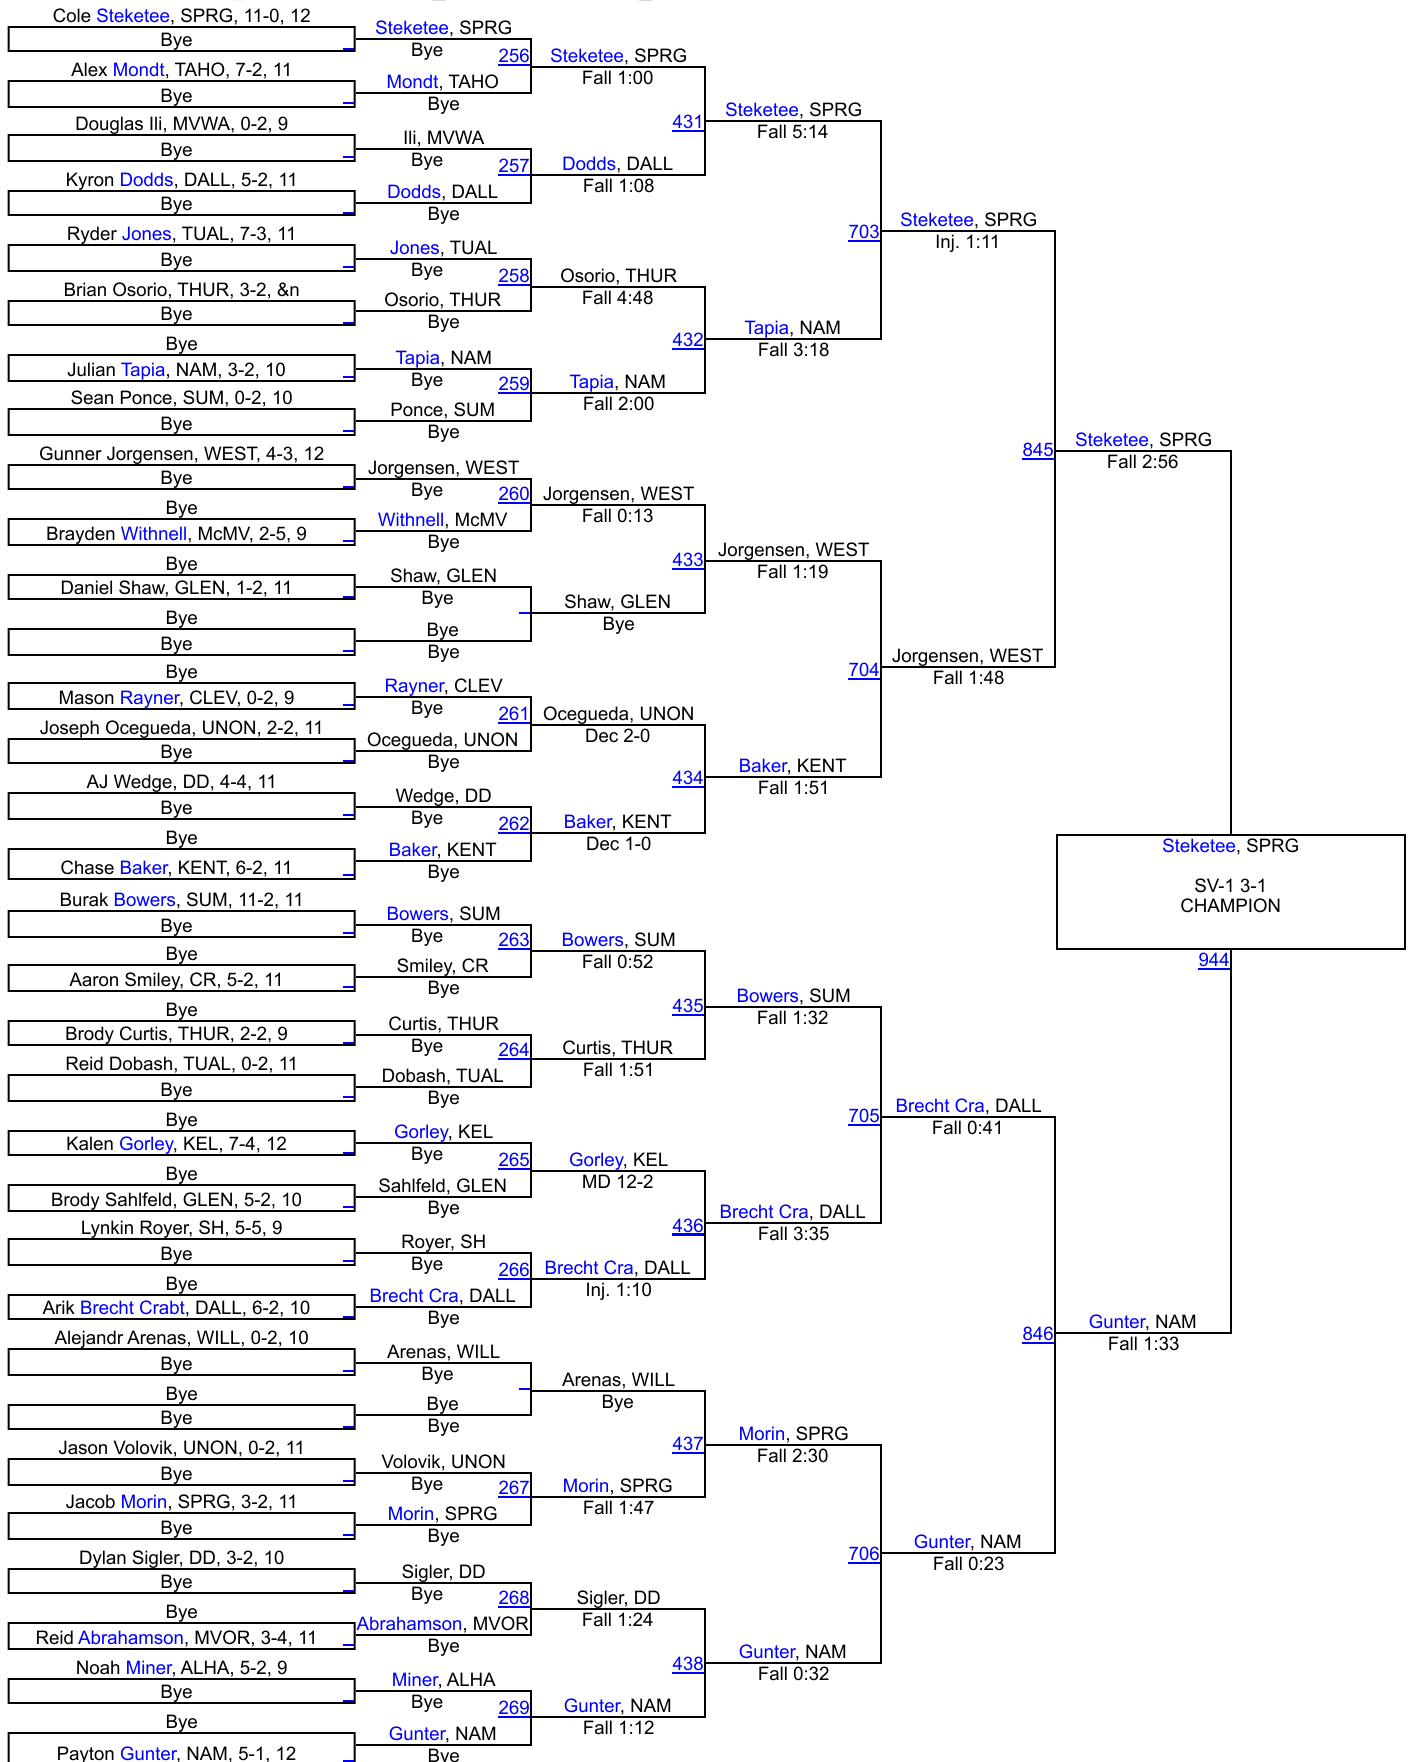 Cole Steketee, SPRG, 11-0, 12
Bye
Alex Mondt, TAHO, 7-2, 11
Bye
Douglas Ili, MVWA, 0-2, 9
Bye
Kyron Dodds, DALL, 5-2, 11
Bye
Ryder Jones, TUAL, 7-3, 11
Bye
Brian Osorio, THUR, 3-2, &n
Bye
Bye
Julian Tapia, NAM, 3-2, 10
Sean Ponce, SUM, 0-2, 10
Bye
Gunner Jorgensen, WEST, 4-3, 12
Bye
Bye
Brayden Withnell, McMV, 2-5, 9
Bye
Daniel Shaw, GLEN, 1-2, 11
Bye
Bye
Bye
Mason Rayner, CLEV, 0-2, 9
Joseph Ocegueda, UNON, 2-2, 11
Bye
AJ Wedge, DD, 4-4, 11
Bye
Bye
Chase Baker, KENT, 6-2, 11
Burak Bowers, SUM, 11-2, 11
Bye
Bye
Aaron Smiley, CR, 5-2, 11
Bye
Brody Curtis, THUR, 2-2, 9
Reid Dobash, TUAL, 0-2, 11
Bye
Bye
Kalen Gorley, KEL, 7-4, 12
Bye
Brody Sahlfeld, GLEN, 5-2, 10
Lynkin Royer, SH, 5-5, 9
Bye
Bye
Arik Brecht Crabt, DALL, 6-2, 10
Alejandr Arenas, WILL, 0-2, 10
Bye
Bye
Bye
Jason Volovik, UNON, 0-2, 11
Bye
Jacob Morin, SPRG, 3-2, 11
Bye
Dylan Sigler, DD, 3-2, 10
Bye
Bye
Reid Abrahamson, MVOR, 3-4, 11
Noah Miner, ALHA, 5-2, 9
Bye
Bye
Payton Gunter, NAM, 5-1, 12
Steketee, SPRG
Bye
256
Mondt, TAHO
Bye
Ili, MVWA
Bye
257
Dodds, DALL
Bye
Jones, TUAL
Bye
258
Osorio, THUR
Bye
Tapia, NAM
Bye
259
Ponce, SUM
Bye
Jorgensen, WEST
Bye
260
Withnell, McMV
Bye
Shaw, GLEN
Bye
Bye
Bye
Rayner, CLEV
Bye
261
Ocegueda, UNON
Bye
Wedge, DD
Bye
262
Baker, KENT
Bye
Bowers, SUM
Bye
263
Smiley, CR
Bye
Curtis, THUR
Bye
264
Dobash, TUAL
Bye
Gorley, KEL
Bye
265
Sahlfeld, GLEN
Bye
Royer, SH
Bye
266
Brecht Cra, DALL
Bye
Arenas, WILL
Bye
Bye
Bye
Volovik, UNON
Bye
267
Morin, SPRG
Bye
Sigler, DD
Bye
268
Abrahamson, MVOR
Bye
Miner, ALHA
Bye
269
Gunter, NAM
Bye
Steketee, SPRG
Fall 1:00
431
Dodds, DALL
Fall 1:08
Osorio, THUR
Fall 4:48
432
Tapia, NAM
Fall 2:00
Jorgensen, WEST
Fall 0:13
433
Shaw, GLEN
Bye
Ocegueda, UNON
Dec 2-0
434
Baker, KENT
Dec 1-0
Bowers, SUM
Fall 0:52
435
Curtis, THUR
Fall 1:51
Gorley, KEL
MD 12-2
436
Brecht Cra, DALL
Inj. 1:10
Arenas, WILL
Bye
437
Morin, SPRG
Fall 1:47
Sigler, DD
Fall 1:24
438
Gunter, NAM
Fall 1:12
Steketee, SPRG
Fall 5:14
703
Tapia, NAM
Fall 3:18
Jorgensen, WEST
Fall 1:19
704
Baker, KENT
Fall 1:51
Bowers, SUM
Fall 1:32
705
Brecht Cra, DALL
Fall 3:35
Morin, SPRG
Fall 2:30
706
Gunter, NAM
Fall 0:32
Steketee, SPRG
Inj. 1:11
845
Jorgensen, WEST
Fall 1:48
Brecht Cra, DALL
Fall 0:41
846
Gunter, NAM
Fall 0:23
Steketee, SPRG
Fall 2:56
Steketee, SPRG
SV-1 3-1
CHAMPION
944
Gunter, NAM
Fall 1:33